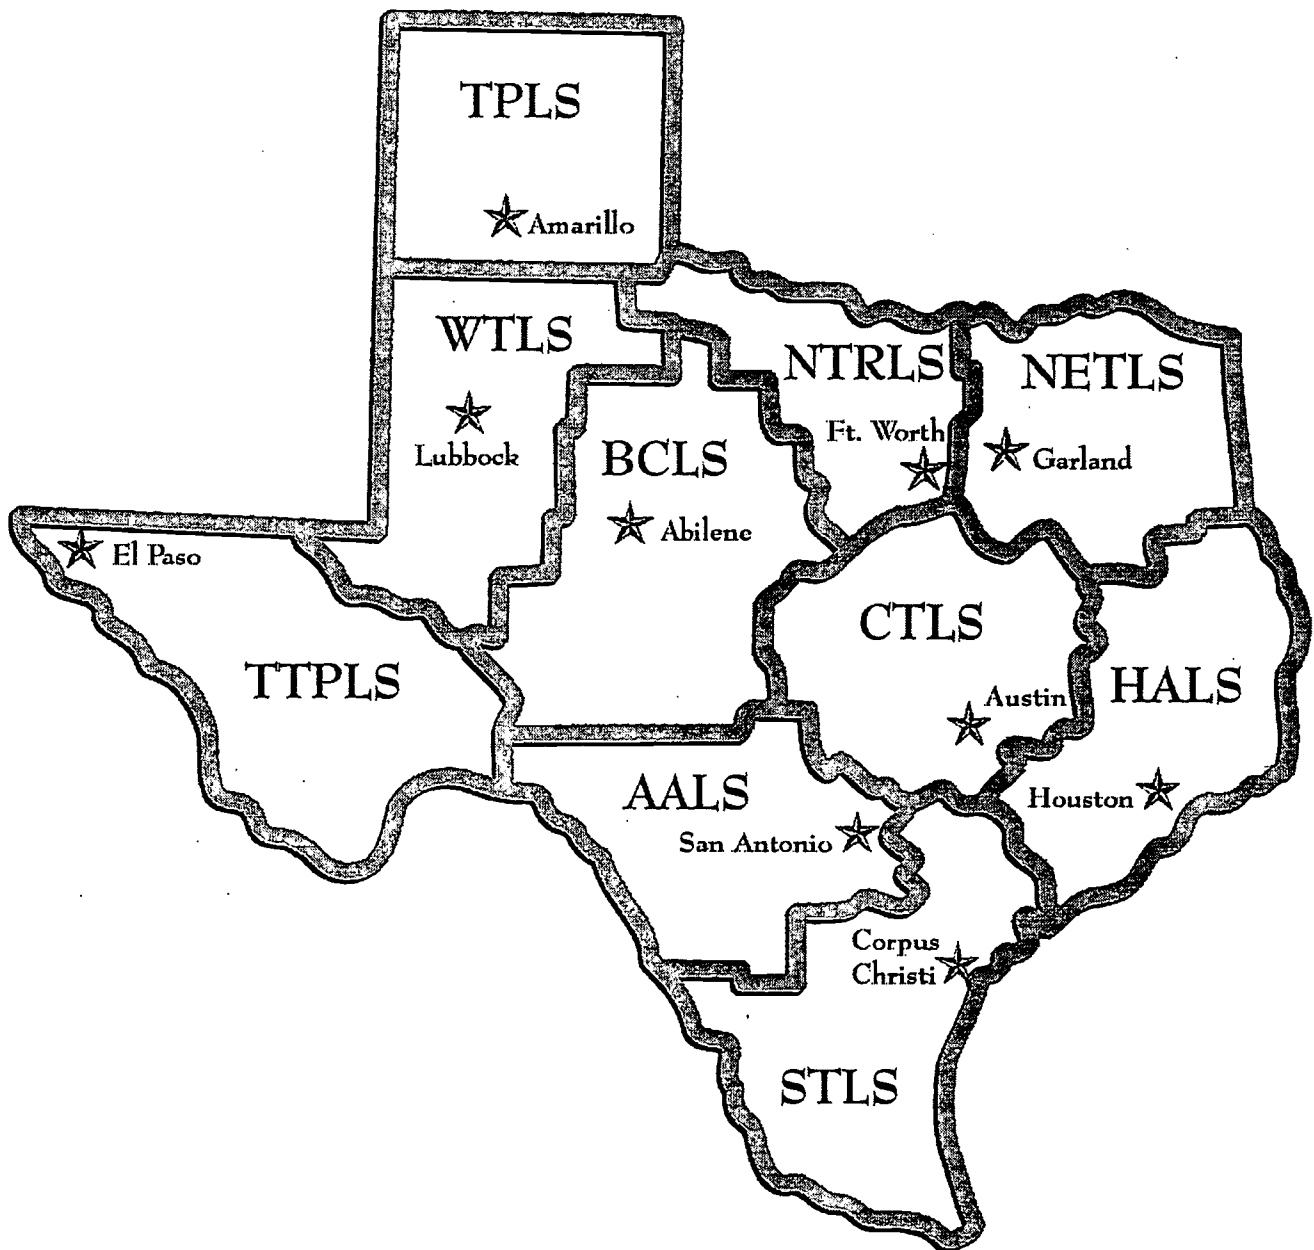 TPLS
Amarillo
WTLS
Lubbock
NTRLS
Ft. Worth
NETLS
Garland
BCLS
Abilene
El Paso
TTPLS
CTLS
Austin
HALS
Houston
AALS
San Antonio
Corpus
Christi
STLS